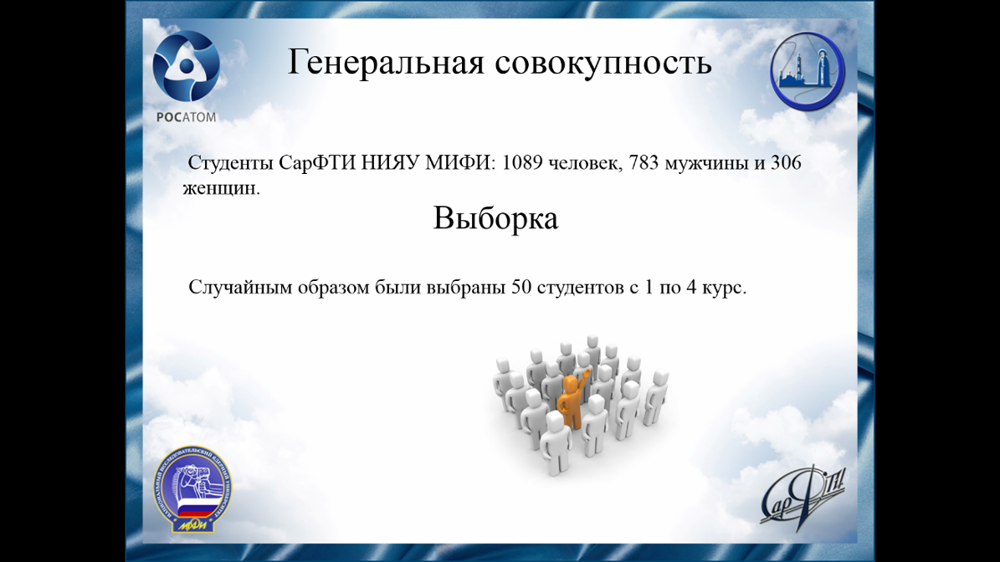 Генеральная совокупность
РОСАТОМ
Студенты СарФТИ НИЯУ МИФИ: 1089 человек, 783 мужчины и 306
женщин.
Выборка
Случайным образом были выбраны 50 студентов с 1 по 4 курс.
НАЦИОНАЛЬНЫЙ ИССЛЕДОВАТЕЛЬСКИЙ ЯДЕРНЫЙ УНИВЕРСИТЕТ
МИФИ
СарФТИ